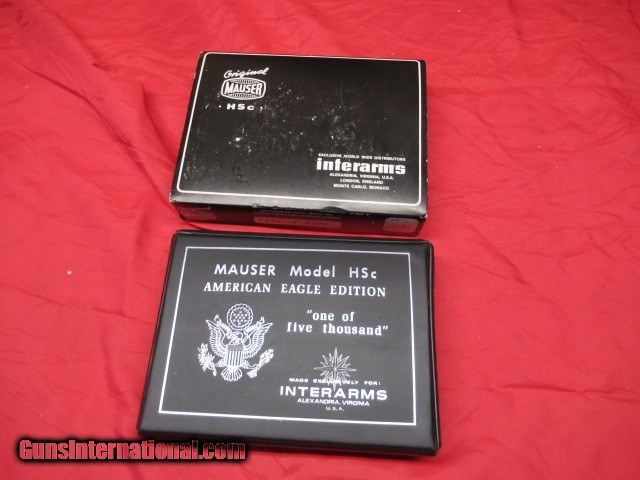 Original
MAUSER
· HSc ·
EXCLUSIVE WORLD WIDE DISTRIBUTORS
interarms
ALEXANDRIA, VIRGINIA, U.S.A.
LONDON, ENGLAND
MONTE CARLO, MONACO
MAUSER Model HSc
AMERICAN EAGLE EDITION
"one of
five thousand"
MADE EXCLUSIVELY FOR:
INTERARMS
ALEXANDRIA, VIRGINIA
U.S.A.
GunsInternational.com